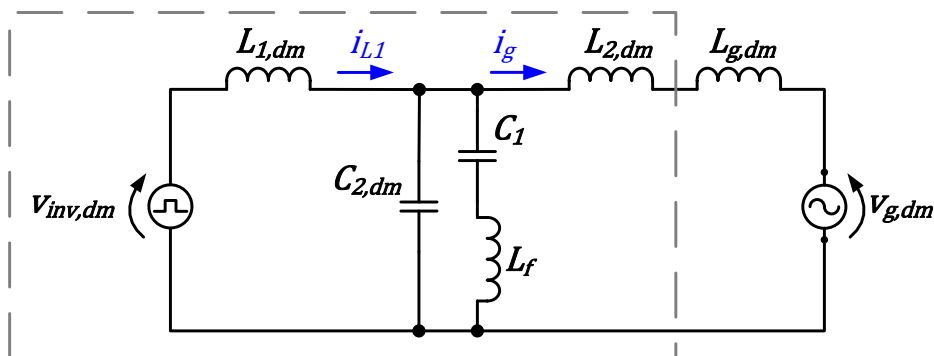 L1,dm
iL1
ig
L2,dm
Lg,dm
C1
C2,dm
vinv,dm
vg,dm
Lf